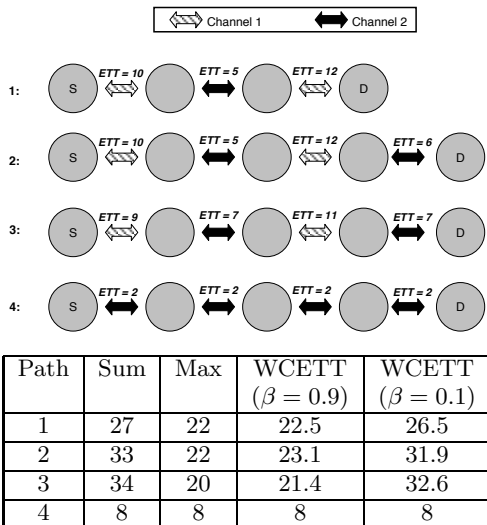 Channel 1 Channel 2
ETT = 10 ETT = 5 ETT = 12
1: S D
ETT = 10 ETT = 5 ETT = 12 ETT = 6
2: S D
ETT = 9 ETT = 7 ETT = 11 ETT = 7
3: S D
ETT = 2 ETT = 2 ETT = 2 ETT = 2
4: S D
Path Sum Max WCETT WCETT
(β = 0.9) (β = 0.1)
1 27 22 22.5 26.5
2 33 22 23.1 31.9
3 34 20 21.4 32.6
4 8 8 8 8